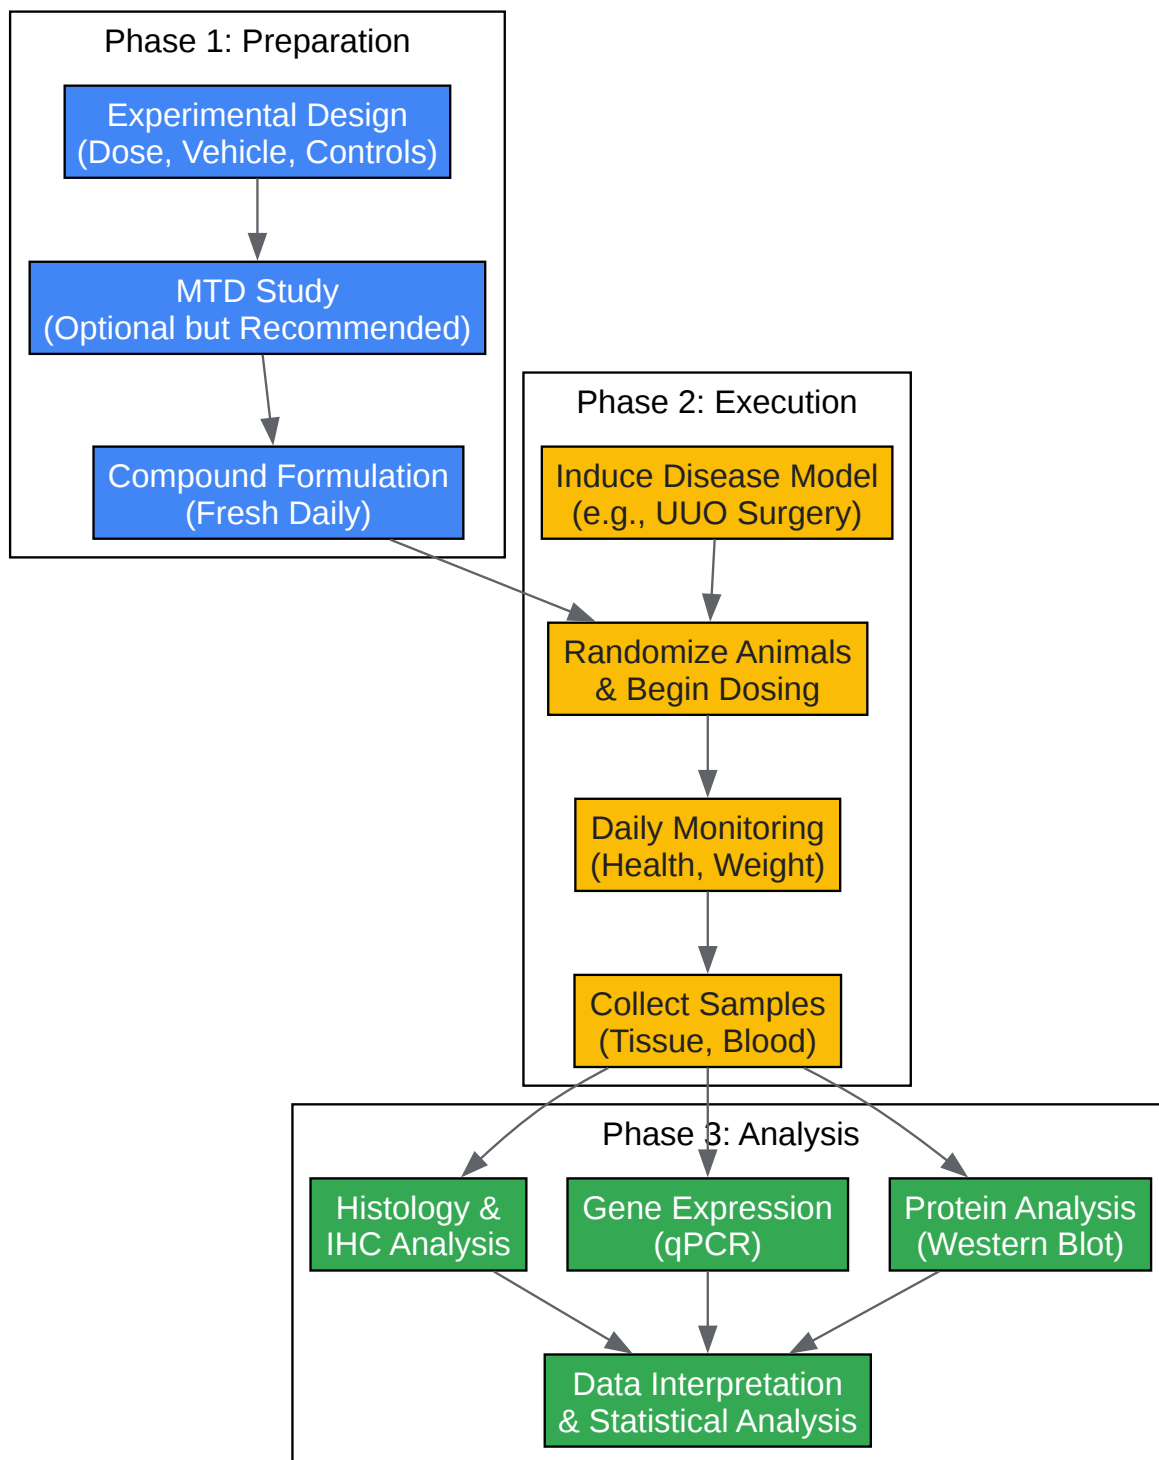 Phase 1: Preparation
Experimental Design
(Dose, Vehicle, Controls)
MTD Study
(Optional but Recommended)
Compound Formulation
(Fresh Daily)
Phase 2: Execution
Induce Disease Model
(e.g., UUO Surgery)
Randomize Animals
& Begin Dosing
Daily Monitoring
(Health, Weight)
Collect Samples
(Tissue, Blood)
Phase 3: Analysis
Histology &
IHC Analysis
Gene Expression
(qPCR)
Protein Analysis
(Western Blot)
Data Interpretation
& Statistical Analysis